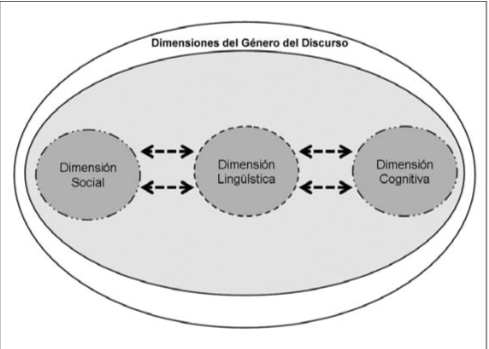 Dimensiones del Género del Discurso
Dimensión
Social
Dimensión
Lingüística
Dimensión
Cognitiva